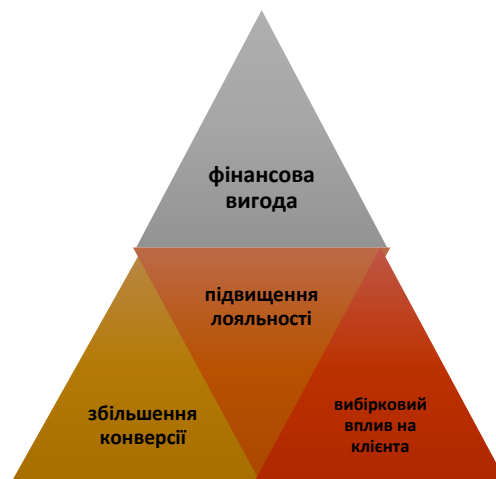 фінансова
вигода
підвищення
лояльності
збільшення
конверсії
вибірковий
вплив на
клієнта